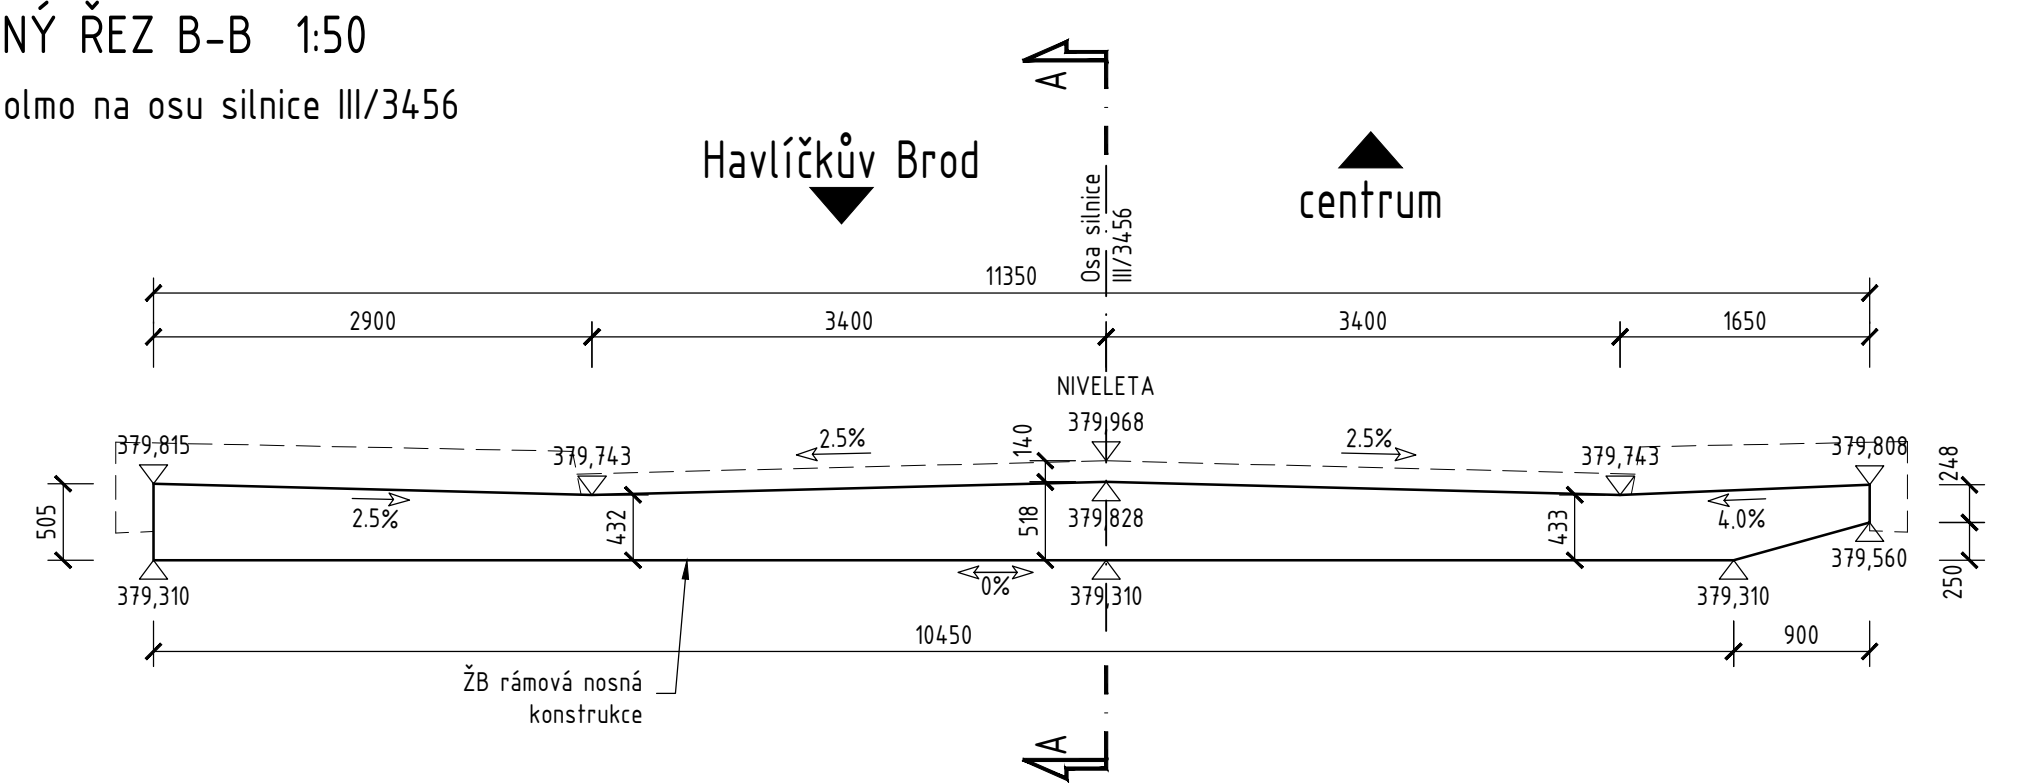 NÝ ŘEZ B-B 1:50
olmo na osu silnice III/3456
A
Havlíčkův Brod
centrum
Osa silnice
III/3456
11350
2900
3400
3400
1650
NIVELETA
379,968
379,815
379,743
2.5%
140
2.5%
379,743
379,808
248
505
2.5%
432
518
379,828
433
4.0%
379,560
250
379,310
0%
379,310
379,310
10450
900
ŽB rámová nosná
konstrukce
A